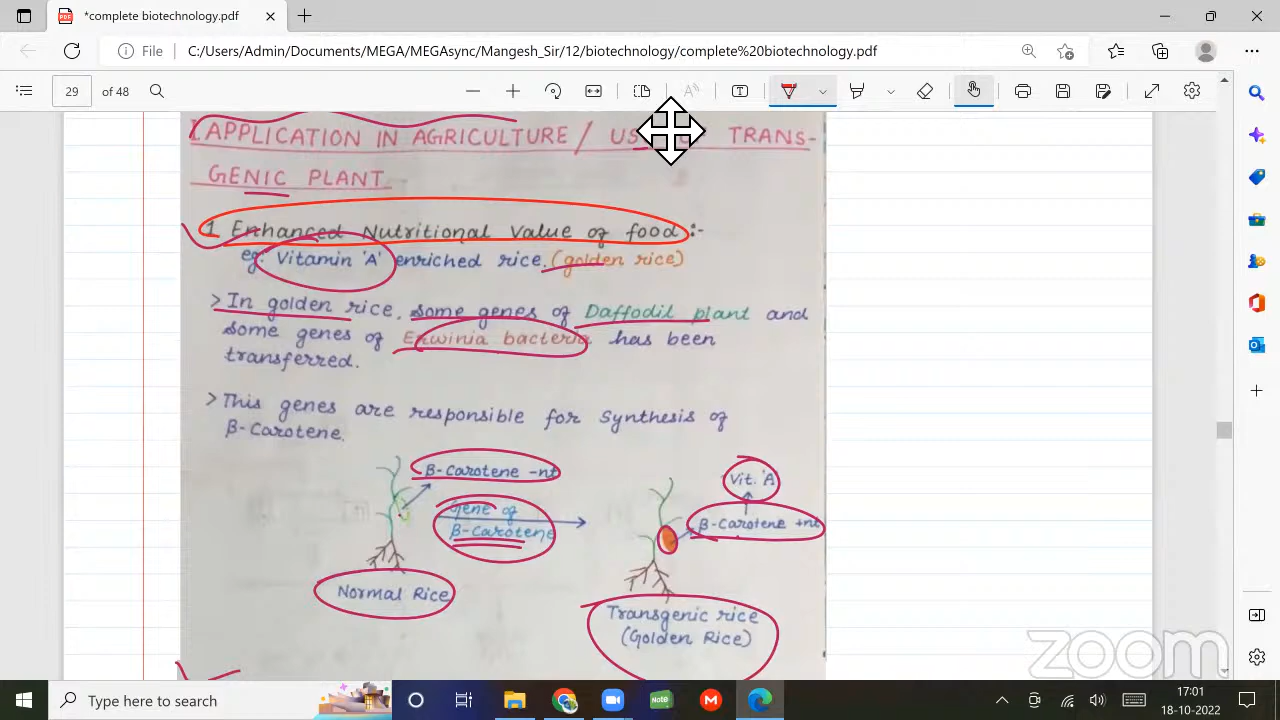 *complete biotechnology.pdf
File C:/Users/Admin/Documents/MEGA/MEGAsync/Mangesh_Sir/12/biotechnology/complete%20biotechnology.pdf
29 of 48
APPLICATION IN AGRICULTURE / TRANS-
GENIC PLANT
1 Enhanced Nutritional Value of food :-
eg. Vitamin 'A' enriched rice. (golden rice)
> In golden rice, some genes of Daffodil plant and
some genes of Erwinia bacteria has been
transferred.
> This genes are responsible for synthesis of
β-Carotene.
β-Carotene -nt
Vit. 'A
Gene of
β-Carotene
β-Carotene +nt
Normal Rice
Transgenic rice
(Golden Rice)
zoom
Type here to search
Note
17:01
18-10-2022